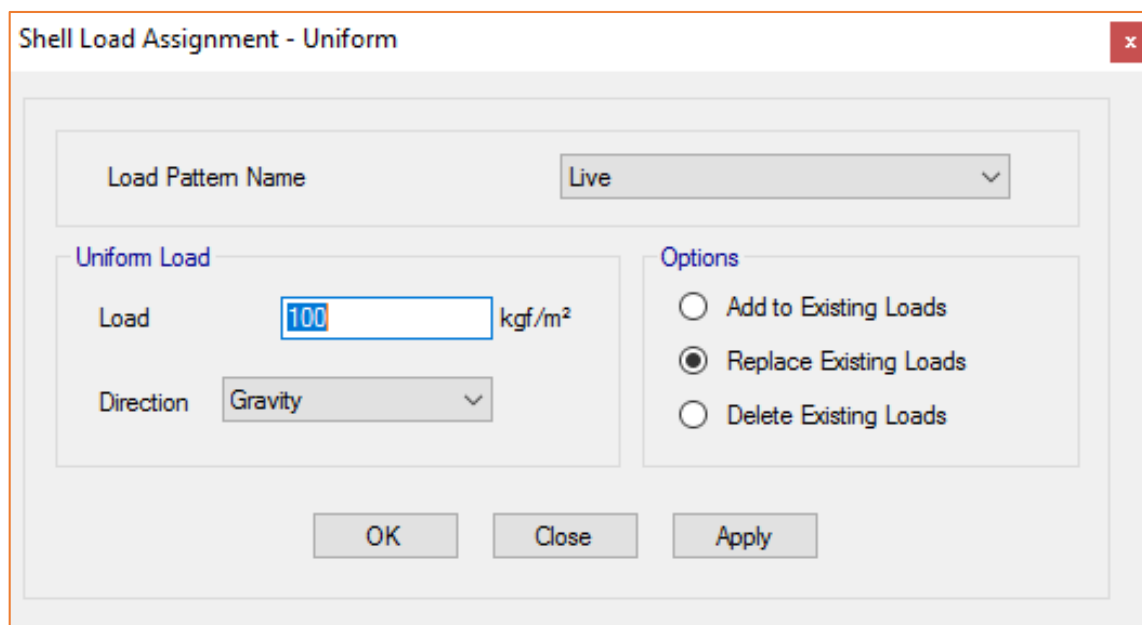 Shell Load Assignment - Uniform
x
Load Pattern Name
Live
Uniform Load
Load
100
kgf/m²
Direction
Gravity
Options
Add to Existing Loads
Replace Existing Loads
Delete Existing Loads
OK
Close
Apply